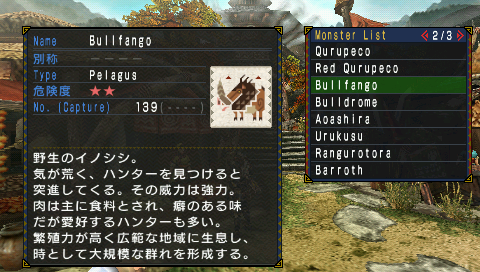 Name Bullfango
別称 -----
Type Pelagus
危険度 ★★
No. (Capture) 139(----)
野生のイノシシ。
気が荒く、ハンターを見つけると
突進してくる。その威力は強力。
肉は主に食料とされ、癖のある味
だが愛好するハンターも多い。
繁殖力が高く広範な地域に生息し、
時として大規模な群れを形成する。
Monster List 2/3
Qurupeco
Red Qurupeco
Bullfango
Bulldrome
Aoashira
Urukusu
Rangurotora
Barroth